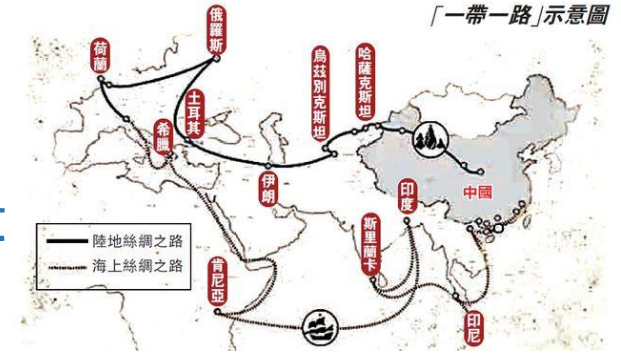 「一帶一路」示意圖
俄羅斯
荷蘭
土耳其
希臘
烏茲別克斯坦
哈薩克斯坦
伊朗
印度
中國
斯里蘭卡
肯尼亞
印尼
陸地絲綢之路
海上絲綢之路